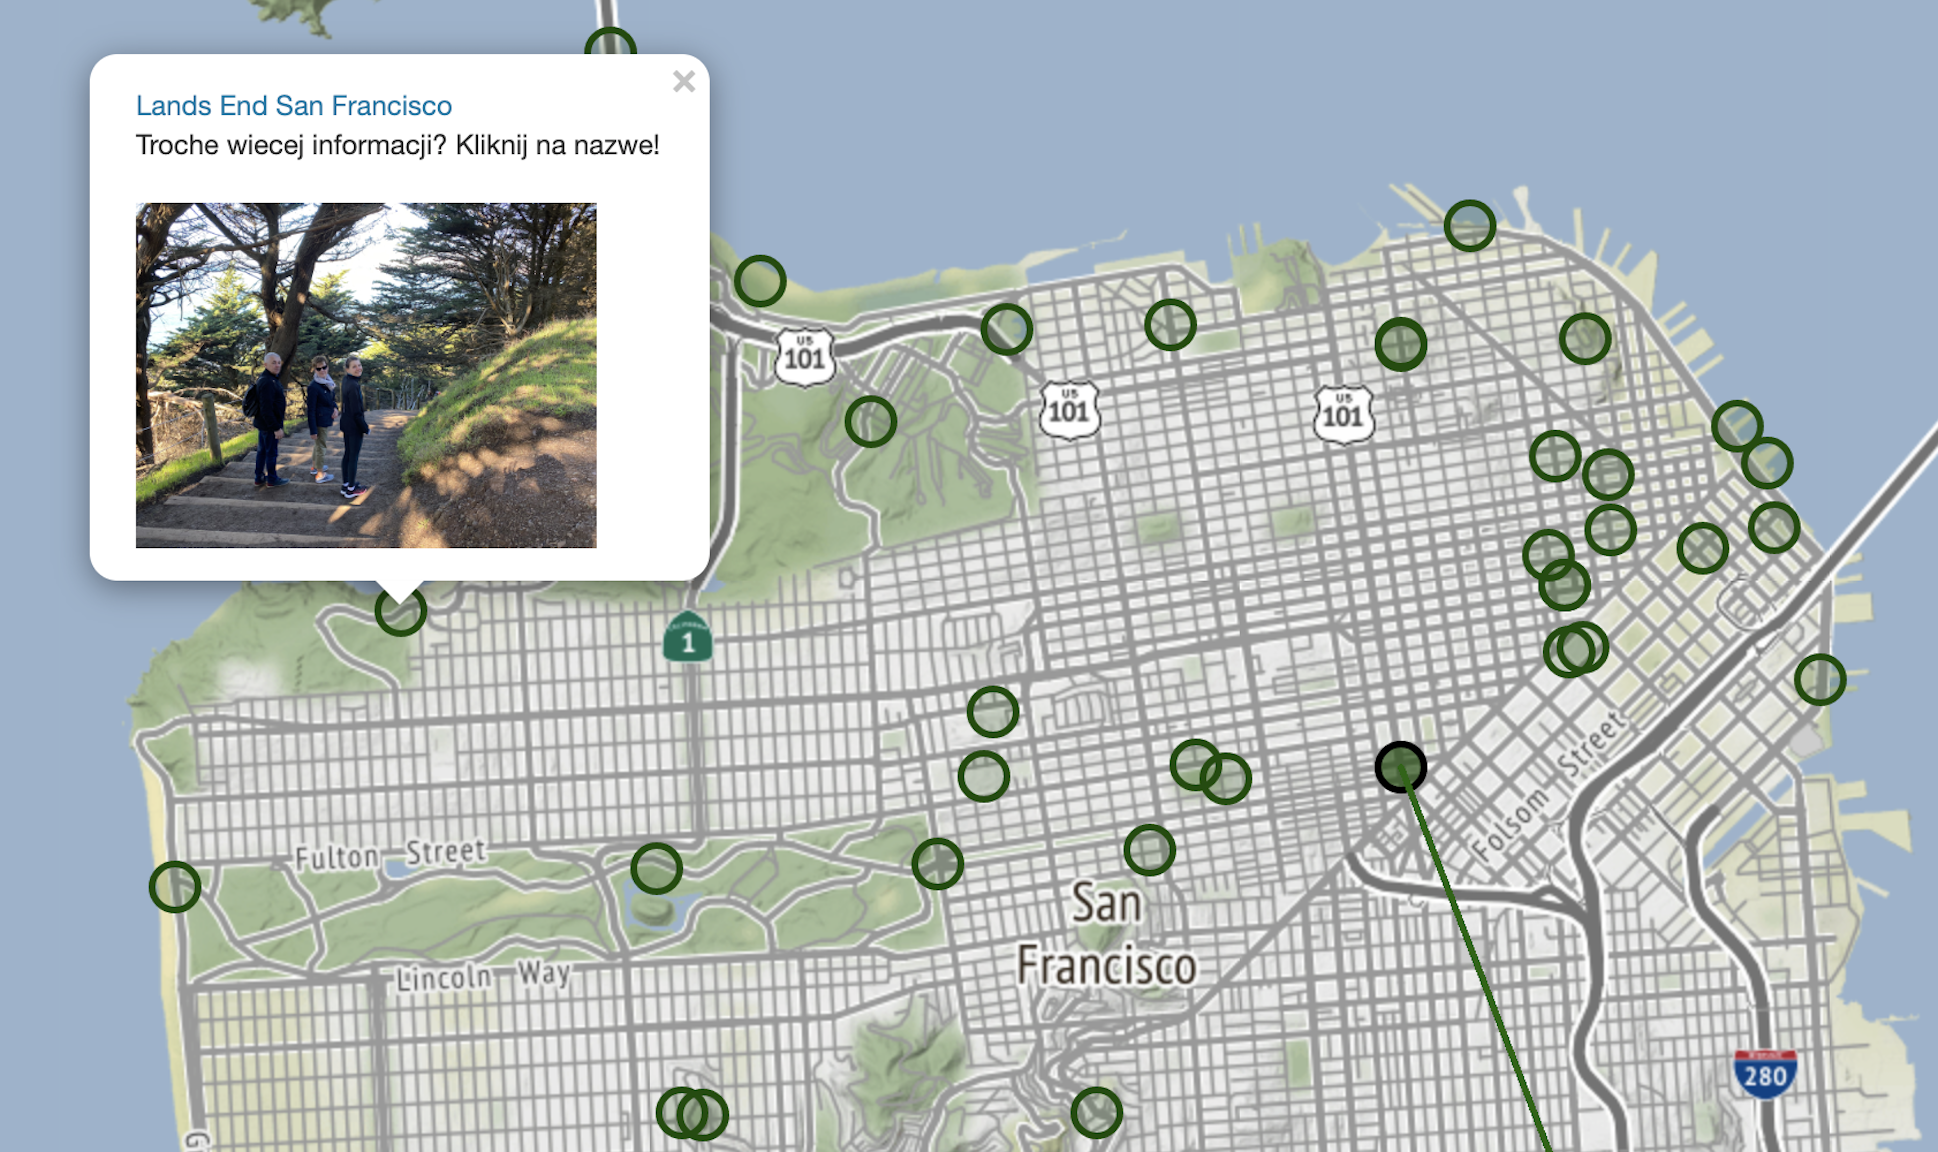 Lands End San Francisco
Troche wiecej informacji? Kliknij na nazwe!
US
101
US
101
US
101
1
Folsom Street
Fulton Street
San
Francisco
Lincoln Way
280